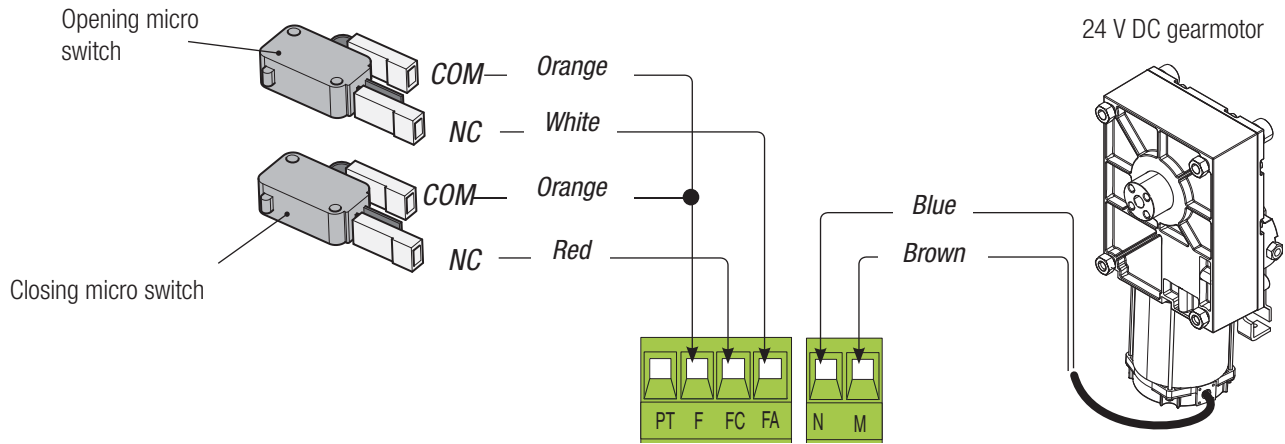 Opening micro
switch
24 V DC gearmotor
COM
Orange
NC
White
COM
Orange
NC
Red
Closing micro switch
Blue
Brown
PT F FC FA
N M